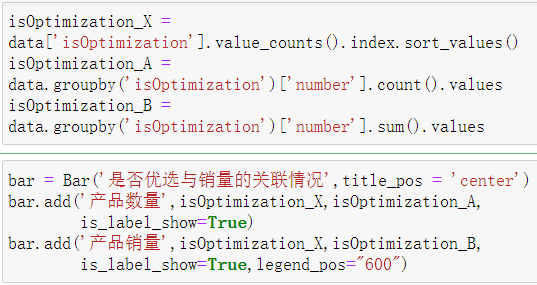 isOptimization_X =
data['isOptimization'].value_counts().index.sort_values()
isOptimization_A =
data.groupby('isOptimization')['number'].count().values
isOptimization_B =
data.groupby('isOptimization')['number'].sum().values
bar = Bar('是否优选与销量的关联情况',title_pos = 'center')
bar.add('产品数量',isOptimization_X,isOptimization_A,
is_label_show=True)
bar.add('产品销量',isOptimization_X,isOptimization_B,
is_label_show=True,legend_pos="600")